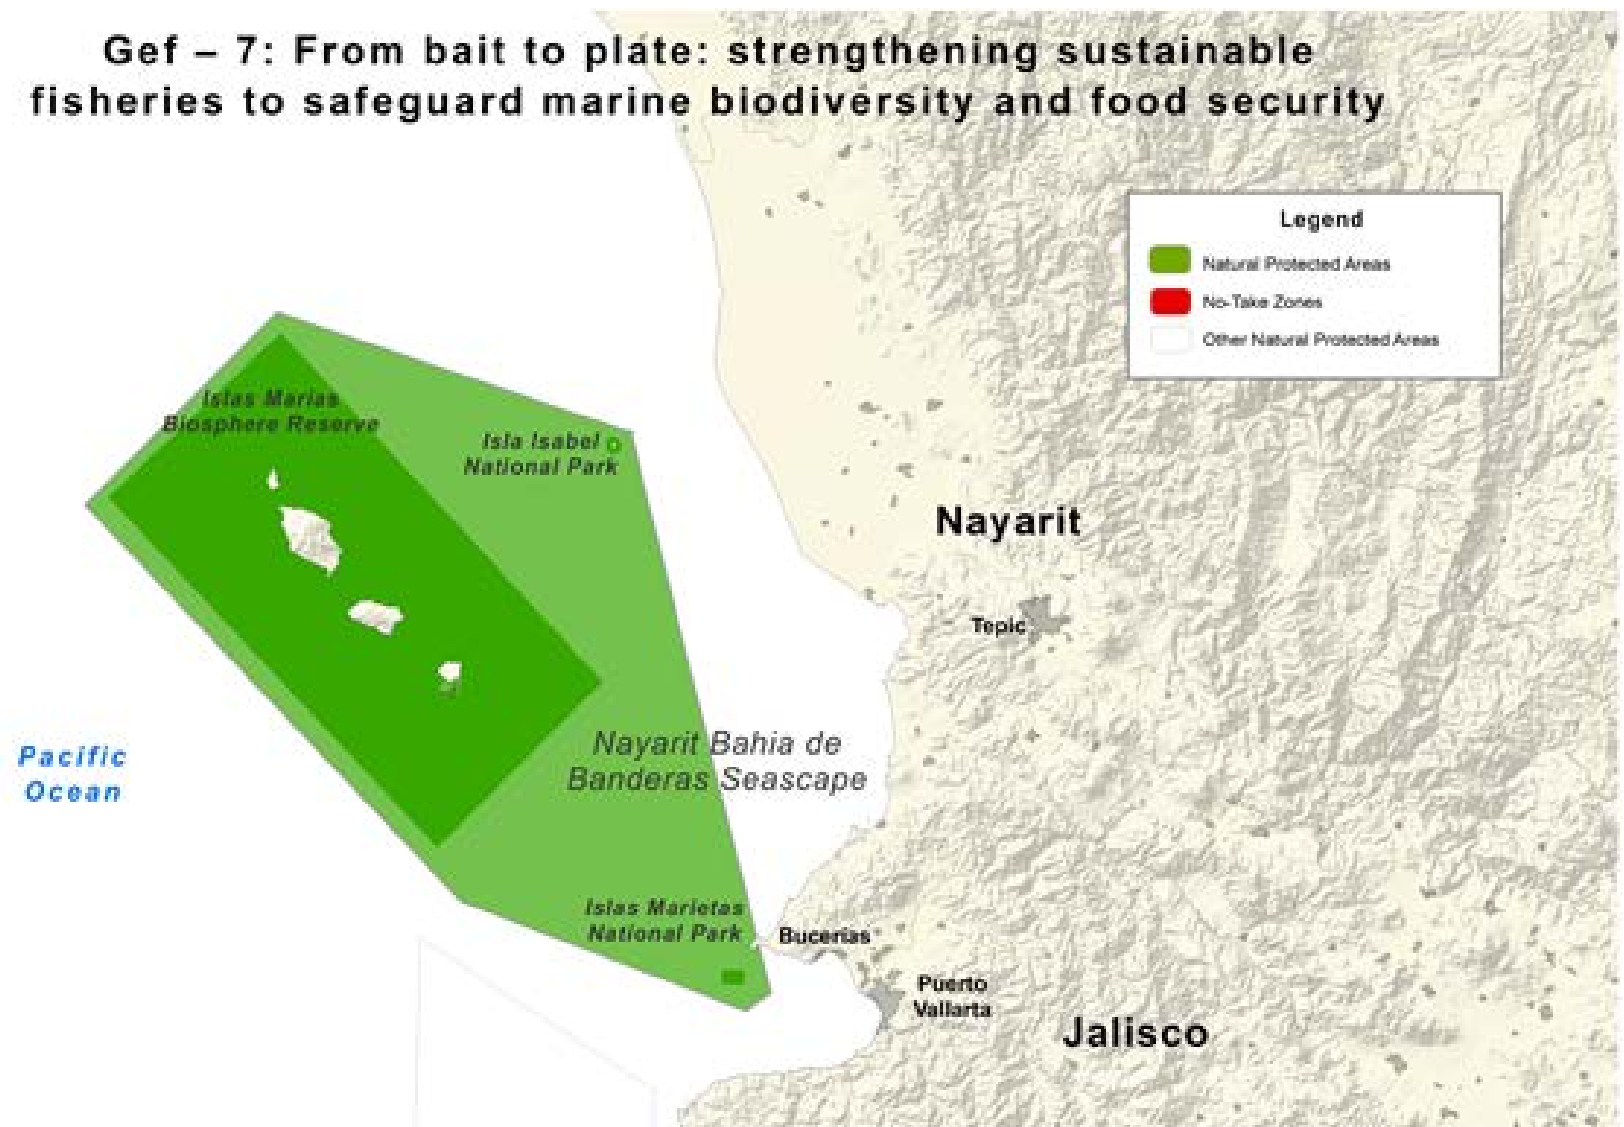 Gef – 7: From bait to plate: strengthening sustainable
fisheries to safeguard marine biodiversity and food security
Legend
Natural Protected Areas
No-Take Zones
Other Natural Protected Areas
Islas Marias
Biosphere Reserve
Isla Isabel
National Park
Nayarit
Tepic
Nayarit Bahia de
Banderas Seascape
Pacific
Ocean
Islas Marietas
National Park
Bucerias
Puerto
Vallarta
Jalisco